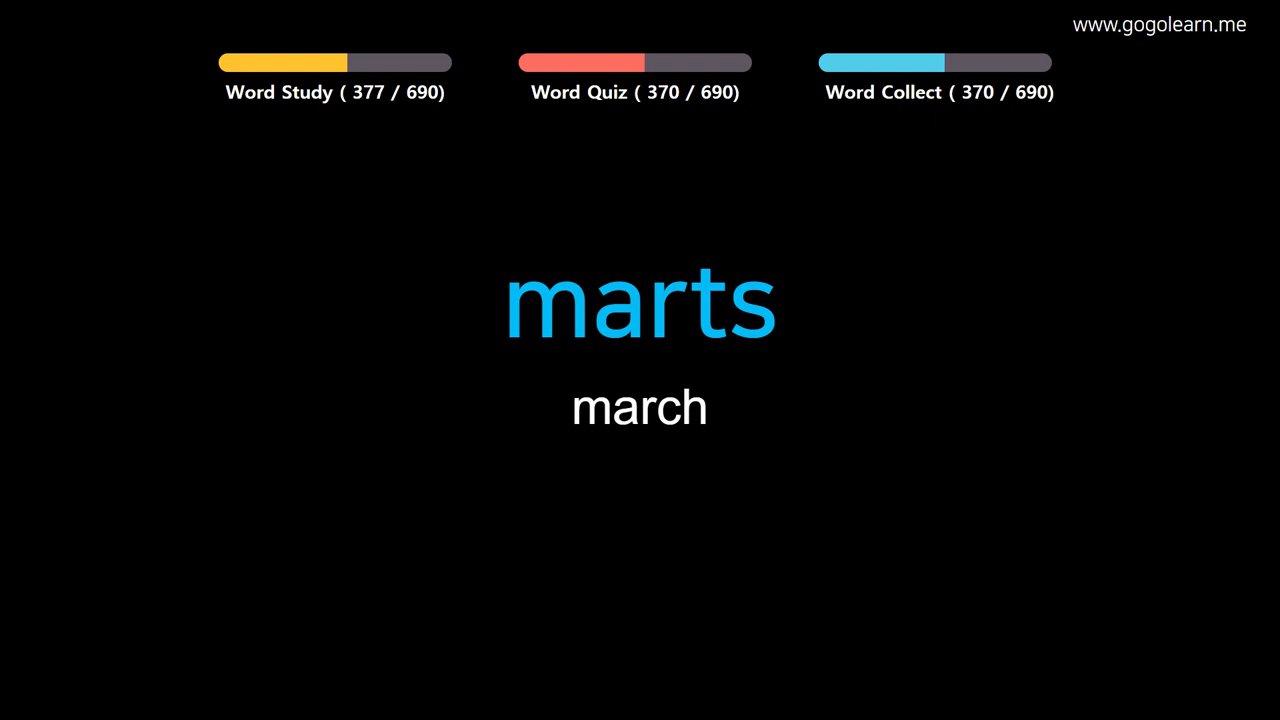 www.gogolearn.me
Word Study ( 377 / 690)
Word Quiz ( 370 / 690)
Word Collect ( 370 / 690)
marts
march